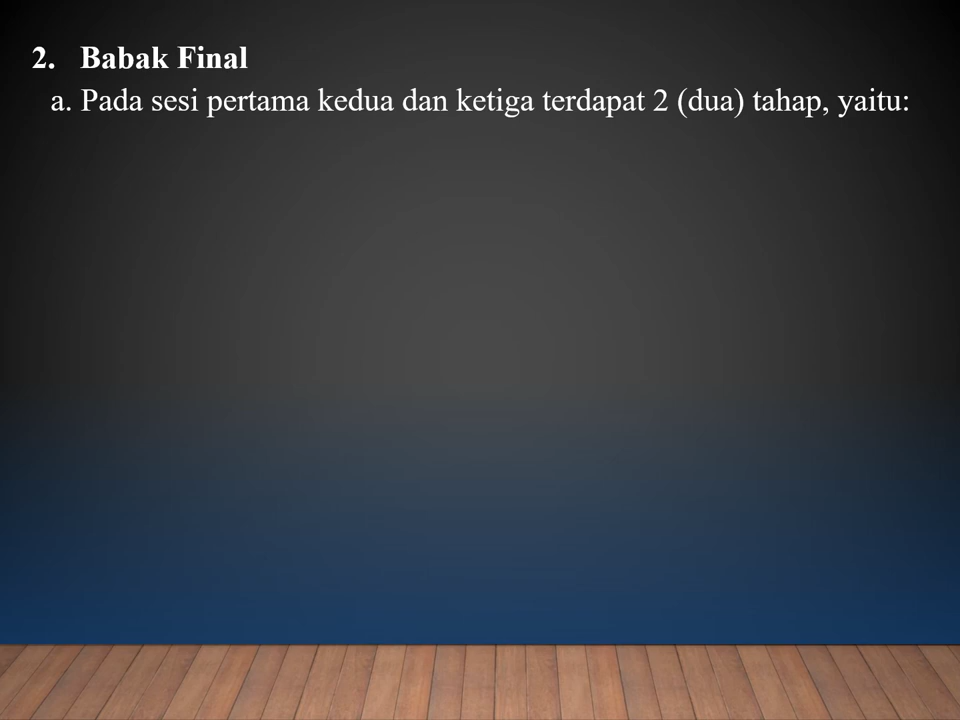 2. Babak Final
a. Pada sesi pertama kedua dan ketiga terdapat 2 (dua) tahap, yaitu: